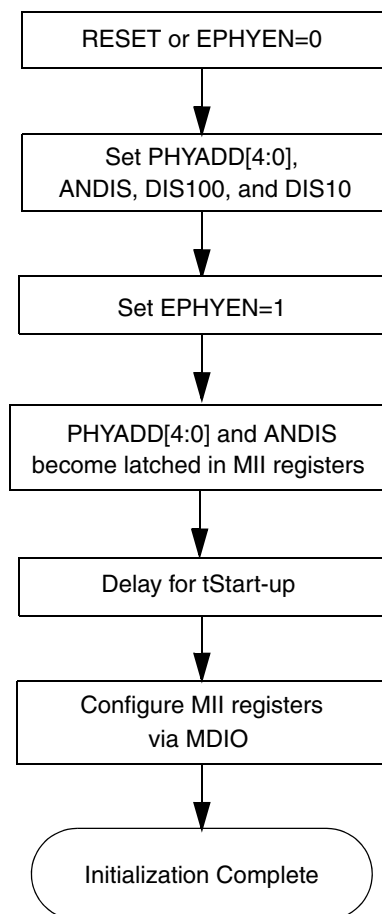 RESET or EPHYEN=0
Set PHYADD[4:0],
ANDIS, DIS100, and DIS10
Set EPHYEN=1
PHYADD[4:0] and ANDIS
become latched in MII registers
Delay for tStart-up
Configure MII registers
via MDIO
Initialization Complete